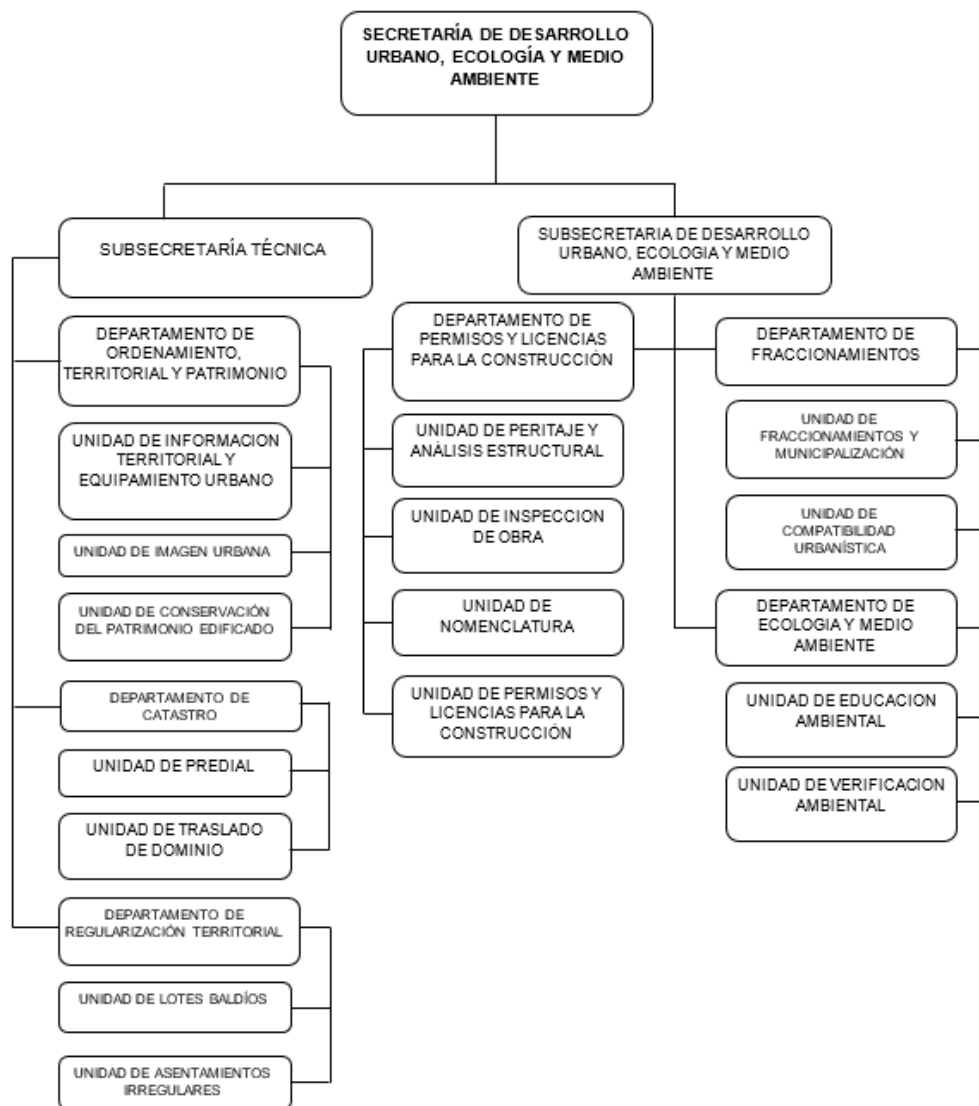 SECRETARÍA DE DESARROLLO
URBANO, ECOLOGÍA Y MEDIO
AMBIENTE
SUBSECRETARÍA TÉCNICA
SUBSECRETARIA DE DESARROLLO
URBANO, ECOLOGIA Y MEDIO
AMBIENTE
DEPARTAMENTO DE
ORDENAMIENTO,
TERRITORIAL Y PATRIMONIO
UNIDAD DE INFORMACION
TERRITORIAL Y
EQUIPAMIENTO URBANO
UNIDAD DE IMAGEN URBANA
UNIDAD DE CONSERVACIÓN
DEL PATRIMONIO EDIFICADO
DEPARTAMENTO DE
CATASTRO
UNIDAD DE PREDIAL
UNIDAD DE TRASLADO
DE DOMINIO
DEPARTAMENTO DE
REGULARIZACIÓN TERRITORIAL
UNIDAD DE LOTES BALDÍOS
UNIDAD DE ASENTAMIENTOS
IRREGULARES
DEPARTAMENTO DE
PERMISOS Y LICENCIAS
PARA LA CONSTRUCCIÓN
UNIDAD DE PERITAJE Y
ANÁLISIS ESTRUCTURAL
UNIDAD DE INSPECCION
DE OBRA
UNIDAD DE
NOMENCLATURA
UNIDAD DE PERMISOS Y
LICENCIAS PARA LA
CONSTRUCCIÓN
DEPARTAMENTO DE
FRACCIONAMIENTOS
UNIDAD DE
FRACCIONAMIENTOS Y
MUNICIPALIZACIÓN
UNIDAD DE
COMPATIBILIDAD
URBANÍSTICA
DEPARTAMENTO DE
ECOLOGIA Y MEDIO
AMBIENTE
UNIDAD DE EDUCACION
AMBIENTAL
UNIDAD DE VERIFICACION
AMBIENTAL